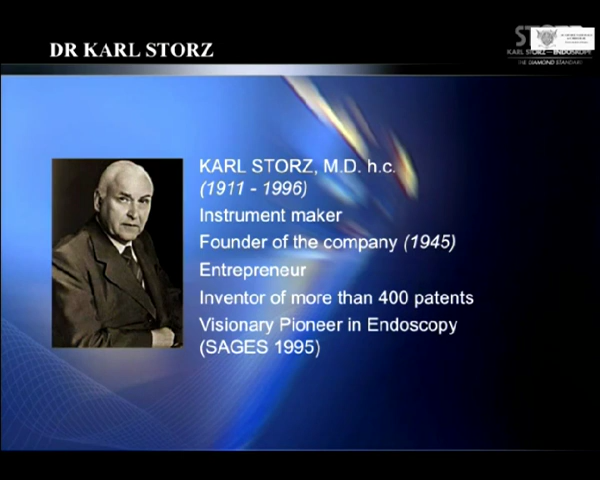 DR KARL STORZ
STORZ
KARL STORZ — ENDOSKOPE
THE DIAMOND STANDARD
KARL STORZ, M.D. h.c.
(1911 - 1996)
Instrument maker
Founder of the company (1945)
Entrepreneur
Inventor of more than 400 patents
Visionary Pioneer in Endoscopy
(SAGES 1995)